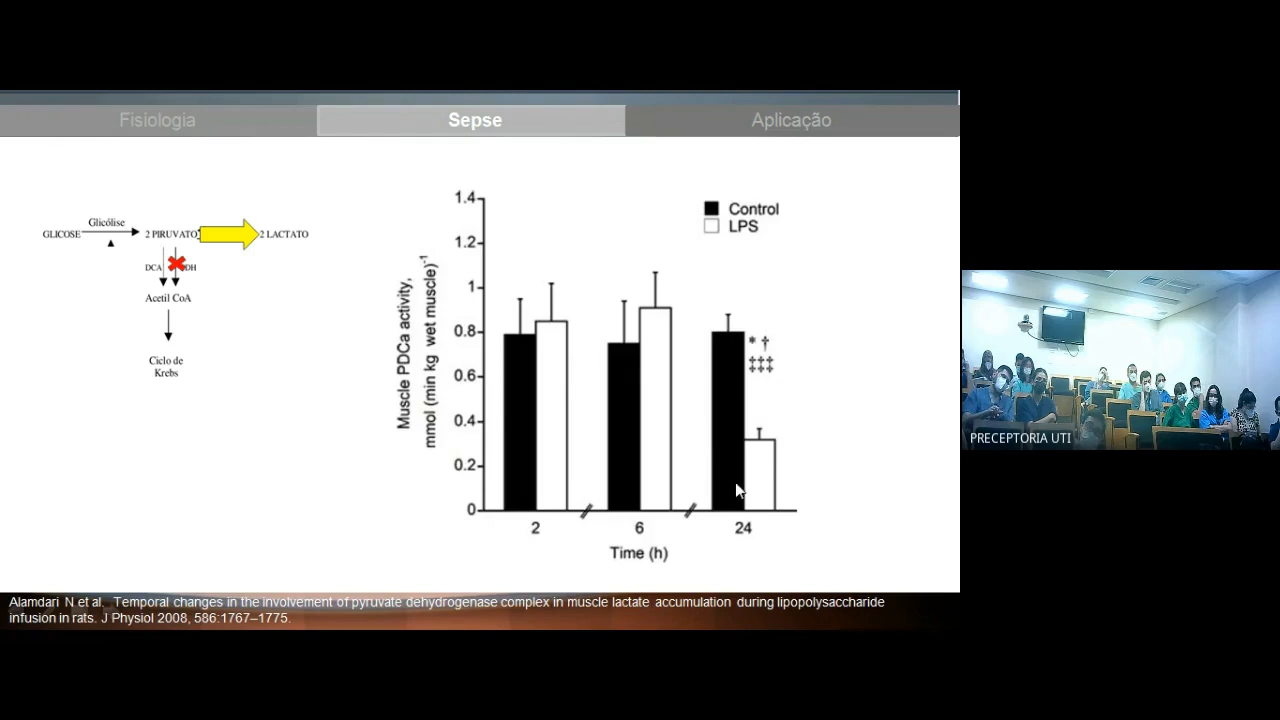 Fisiologia
Sepse
Aplicação
Glicólise
GLICOSE
2 PIRUVATO
2 LACTATO
DCA
DH
Acetil CoA
Ciclo de
Krebs
Muscle PDCa activity,
mmol (min kg wet muscle)-1
1.4
1.2
1
0.8
0.6
0.4
0.2
0
Control
LPS
* †
‡‡‡
2
6
24
Time (h)
Alamdari N et al. Temporal changes in the involvement of pyruvate dehydrogenase complex in muscle lactate accumulation during lipopolysaccharide
infusion in rats. J Physiol 2008, 586:1767–1775.
PRECEPTORIA UTI